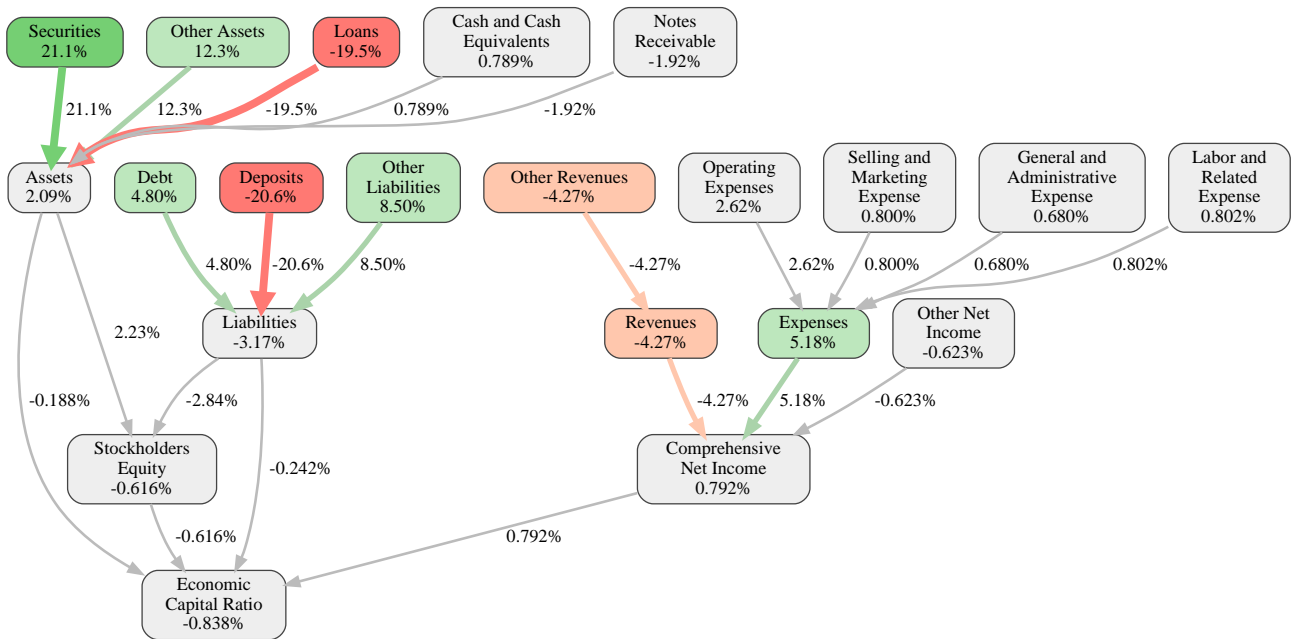 Securities
21.1%
Other Assets
12.3%
Loans
-19.5%
Cash and Cash
Equivalents
0.789%
Notes
Receivable
-1.92%
21.1%
12.3%
-19.5%
0.789%
-1.92%
Assets
2.09%
Debt
4.80%
Deposits
-20.6%
Other
Liabilities
8.50%
Other Revenues
-4.27%
Operating
Expenses
2.62%
Selling and
Marketing
Expense
0.800%
General and
Administrative
Expense
0.680%
Labor and
Related
Expense
0.802%
4.80%
-20.6%
8.50%
-4.27%
2.62%
0.800%
0.680%
0.802%
2.23%
Liabilities
-3.17%
Revenues
-4.27%
Expenses
5.18%
Other Net
Income
-0.623%
-0.188%
-2.84%
-4.27%
5.18%
-0.623%
Stockholders
Equity
-0.616%
-0.242%
Comprehensive
Net Income
0.792%
-0.616%
0.792%
Economic
Capital Ratio
-0.838%